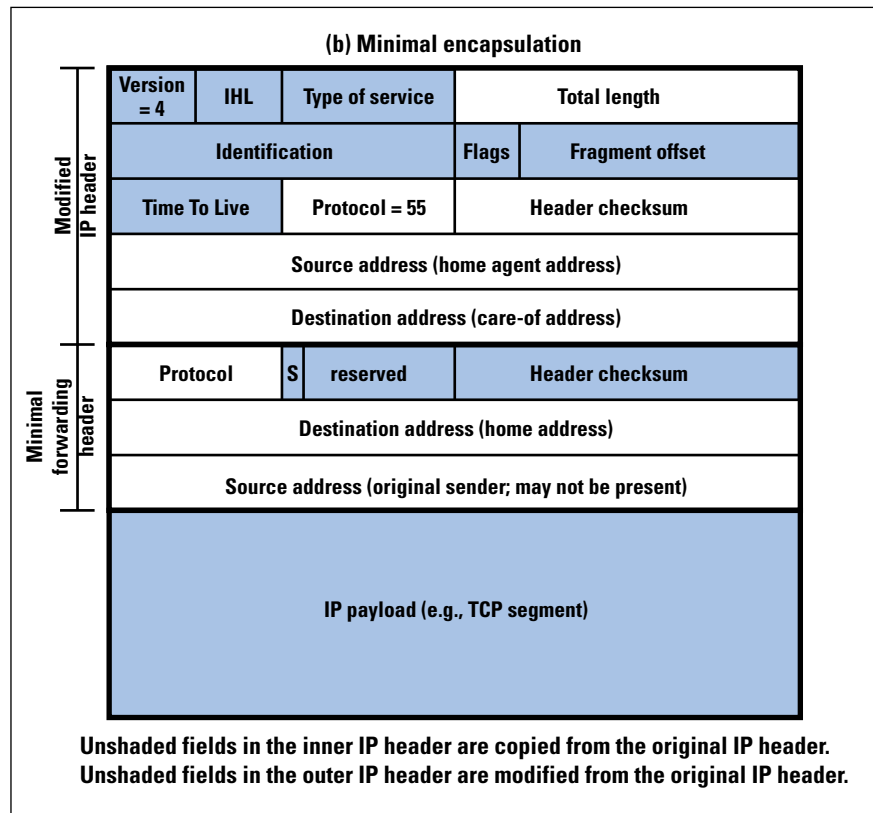 (b) Minimal encapsulation
Version = 4 IHL Type of service Total length
Identification Flags Fragment offset
Time To Live Protocol = 55 Header checksum
Source address (home agent address)
Destination address (care-of address)
Modified IP header
Protocol S reserved Header checksum
Destination address (home address)
Source address (original sender; may not be present)
Minimal forwarding header
IP payload (e.g., TCP segment)
Unshaded fields in the inner IP header are copied from the original IP header.
Unshaded fields in the outer IP header are modified from the original IP header.